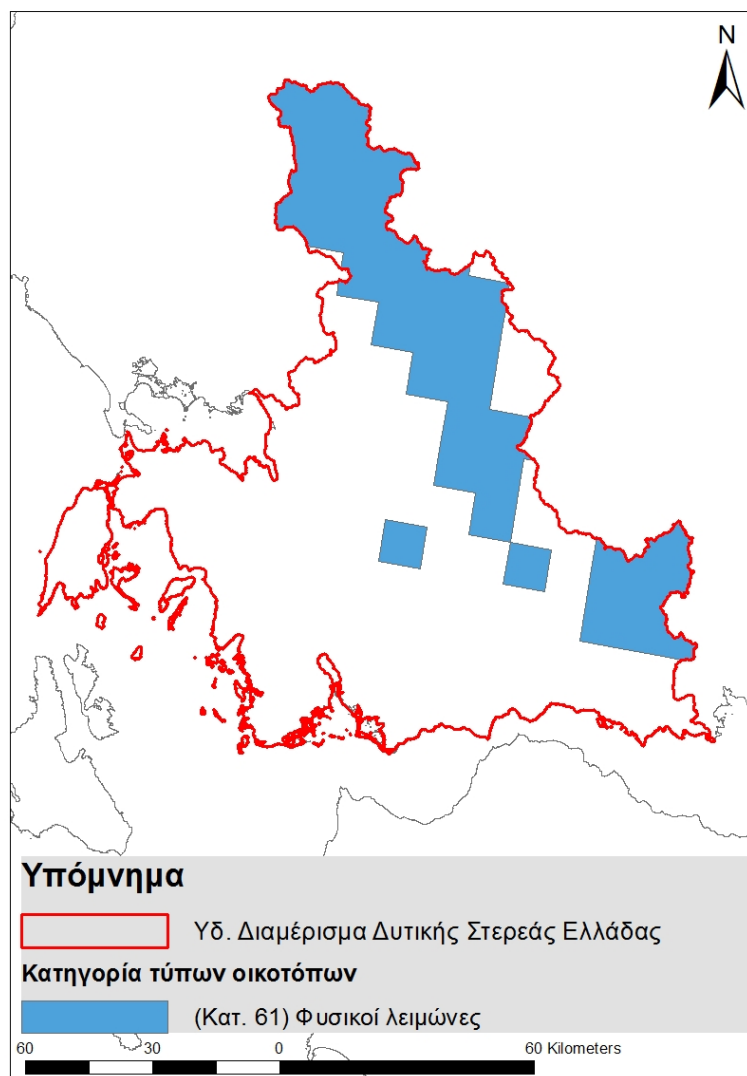 N
Υπόμνημα
Υδ. Διαμέρισμα Δυτικής Στερεάς Ελλάδας
Κατηγορία τύπων οικοτόπων
(Κατ. 61) Φυσικοί λειμώνες
60 30 0 60 Kilometers